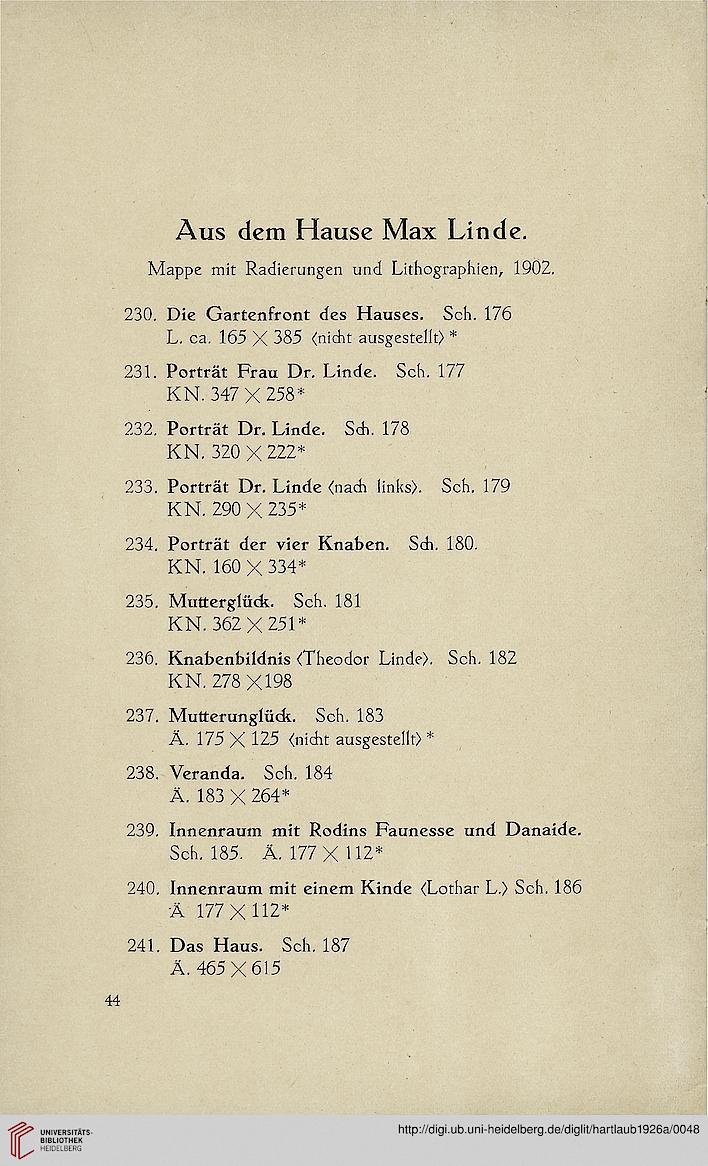 Aus dem Hause Max Linde.
Mappe mit Radierungen und Lithographien, 1902.
230. Die Gartenfront des Hauses. Sch. 176
L. ca. 165 × 385 ⟨nicht ausgestellt⟩ *
231. Porträt Frau Dr. Linde. Sch. 177
KN. 347 × 258*
232. Porträt Dr. Linde. Sch. 178
KN. 320 × 222*
233. Porträt Dr. Linde ⟨nach links⟩. Sch. 179
KN. 290 × 235*
234. Porträt der vier Knaben. Sch. 180.
KN. 160 × 334*
235. Mutterglück. Sch. 181
KN. 362 × 251*
236. Knabenbildnis ⟨Theodor Linde⟩. Sch. 182
KN. 278 ×198
237. Mutterunglück. Sch. 183
Ä. 175 × 125 ⟨nicht ausgestellt⟩ *
238. Veranda. Sch. 184
Ä. 183 × 264*
239. Innenraum mit Rodins Faunesse und Danaide.
Sch. 185. Ä. 177 × 112*
240. Innenraum mit einem Kinde ⟨Lothar L.⟩ Sch. 186
Ä 177 × 112*
241. Das Haus. Sch. 187
Ä. 465 × 615
44
UNIVERSITÄTS-
BIBLIOTHEK
HEIDELBERG
http://digi.ub.uni-heidelberg.de/diglit/hartlaub1926a/0048